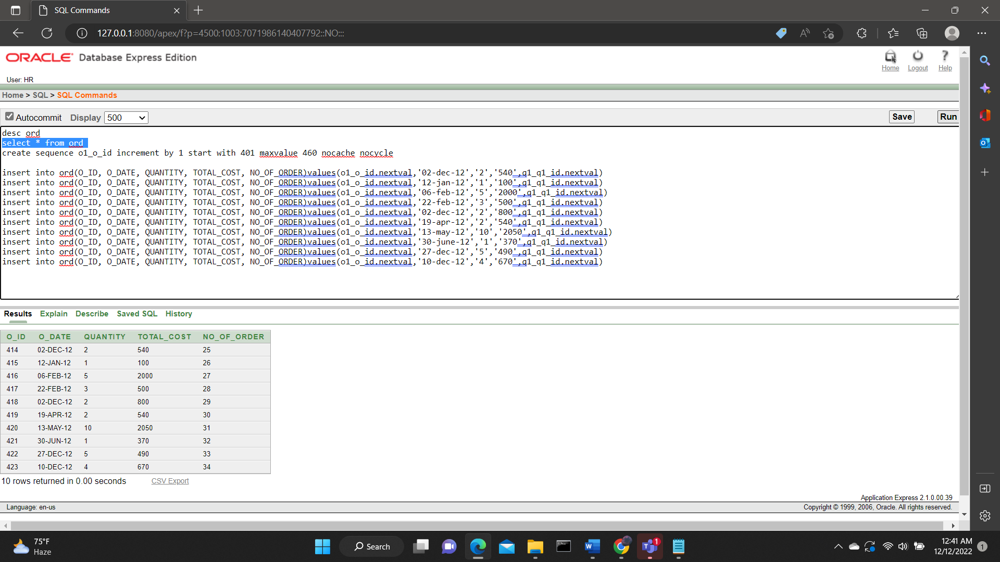 SQL Commands
127.0.0.1:8080/apex/f?p=4500:1003:7071986140407792::NO:::
ORACLE Database Express Edition
Home Logout Help
User: HR
Home > SQL > SQL Commands
Autocommit Display 500 Save Run
desc ord
select * from ord
create sequence o1_o_id increment by 1 start with 401 maxvalue 460 nocache nocycle
insert into ord(O_ID, O_DATE, QUANTITY, TOTAL_COST, NO_OF_ORDER)values(o1_o_id.nextval,'02-dec-12','2','540',q1_q1_id.nextval)
insert into ord(O_ID, O_DATE, QUANTITY, TOTAL_COST, NO_OF_ORDER)values(o1_o_id.nextval,'12-jan-12','1','100',q1_q1_id.nextval)
insert into ord(O_ID, O_DATE, QUANTITY, TOTAL_COST, NO_OF_ORDER)values(o1_o_id.nextval,'06-feb-12','5','2000',q1_q1_id.nextval)
insert into ord(O_ID, O_DATE, QUANTITY, TOTAL_COST, NO_OF_ORDER)values(o1_o_id.nextval,'22-feb-12','3','500',q1_q1_id.nextval)
insert into ord(O_ID, O_DATE, QUANTITY, TOTAL_COST, NO_OF_ORDER)values(o1_o_id.nextval,'02-dec-12','2','800',q1_q1_id.nextval)
insert into ord(O_ID, O_DATE, QUANTITY, TOTAL_COST, NO_OF_ORDER)values(o1_o_id.nextval,'19-apr-12','2','540',q1_q1_id.nextval)
insert into ord(O_ID, O_DATE, QUANTITY, TOTAL_COST, NO_OF_ORDER)values(o1_o_id.nextval,'13-may-12','10','2050',q1_q1_id.nextval)
insert into ord(O_ID, O_DATE, QUANTITY, TOTAL_COST, NO_OF_ORDER)values(o1_o_id.nextval,'30-june-12','1','370',q1_q1_id.nextval)
insert into ord(O_ID, O_DATE, QUANTITY, TOTAL_COST, NO_OF_ORDER)values(o1_o_id.nextval,'27-dec-12','5','490',q1_q1_id.nextval)
insert into ord(O_ID, O_DATE, QUANTITY, TOTAL_COST, NO_OF_ORDER)values(o1_o_id.nextval,'10-dec-12','4','670',q1_q1_id.nextval)
Results Explain Describe Saved SQL History
O_ID O_DATE QUANTITY TOTAL_COST NO_OF_ORDER
414 02-DEC-12 2 540 25
415 12-JAN-12 1 100 26
416 06-FEB-12 5 2000 27
417 22-FEB-12 3 500 28
418 02-DEC-12 2 800 29
419 19-APR-12 2 540 30
420 13-MAY-12 10 2050 31
421 30-JUN-12 1 370 32
422 27-DEC-12 5 490 33
423 10-DEC-12 4 670 34
10 rows returned in 0.00 seconds CSV Export
Application Express 2.1.0.00.39
Language: en-us Copyright © 1999, 2006, Oracle. All rights reserved.
75°F
Haze
Search
1
12:41 AM
12/12/2022
1